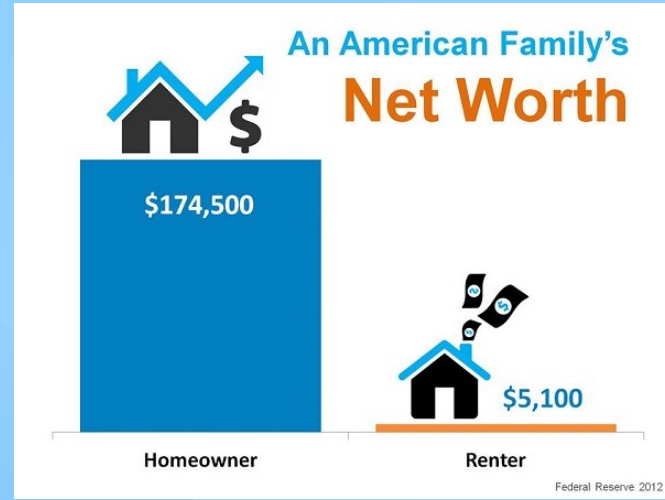 An American Family's
Net Worth
$
$174,500
$5,100
Homeowner
Renter
Federal Reserve 2012